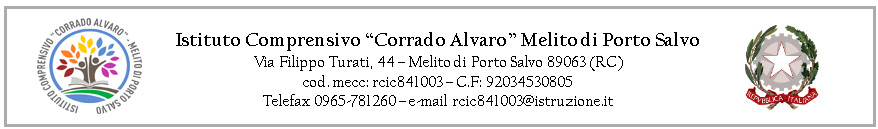 ISTITUTO COMPRENSIVO "CORRADO ALVARO" - MELITO DI PORTO SALVO
Istituto Comprensivo “Corrado Alvaro” Melito di Porto Salvo
Via Filippo Turati, 44 – Melito di Porto Salvo 89063 (RC)
cod. mecc: rcic841003 – C.F: 92034530805
Telefax 0965-781260 – e-mail rcic841003@istruzione.it
REPVBBLICA ITALIANA